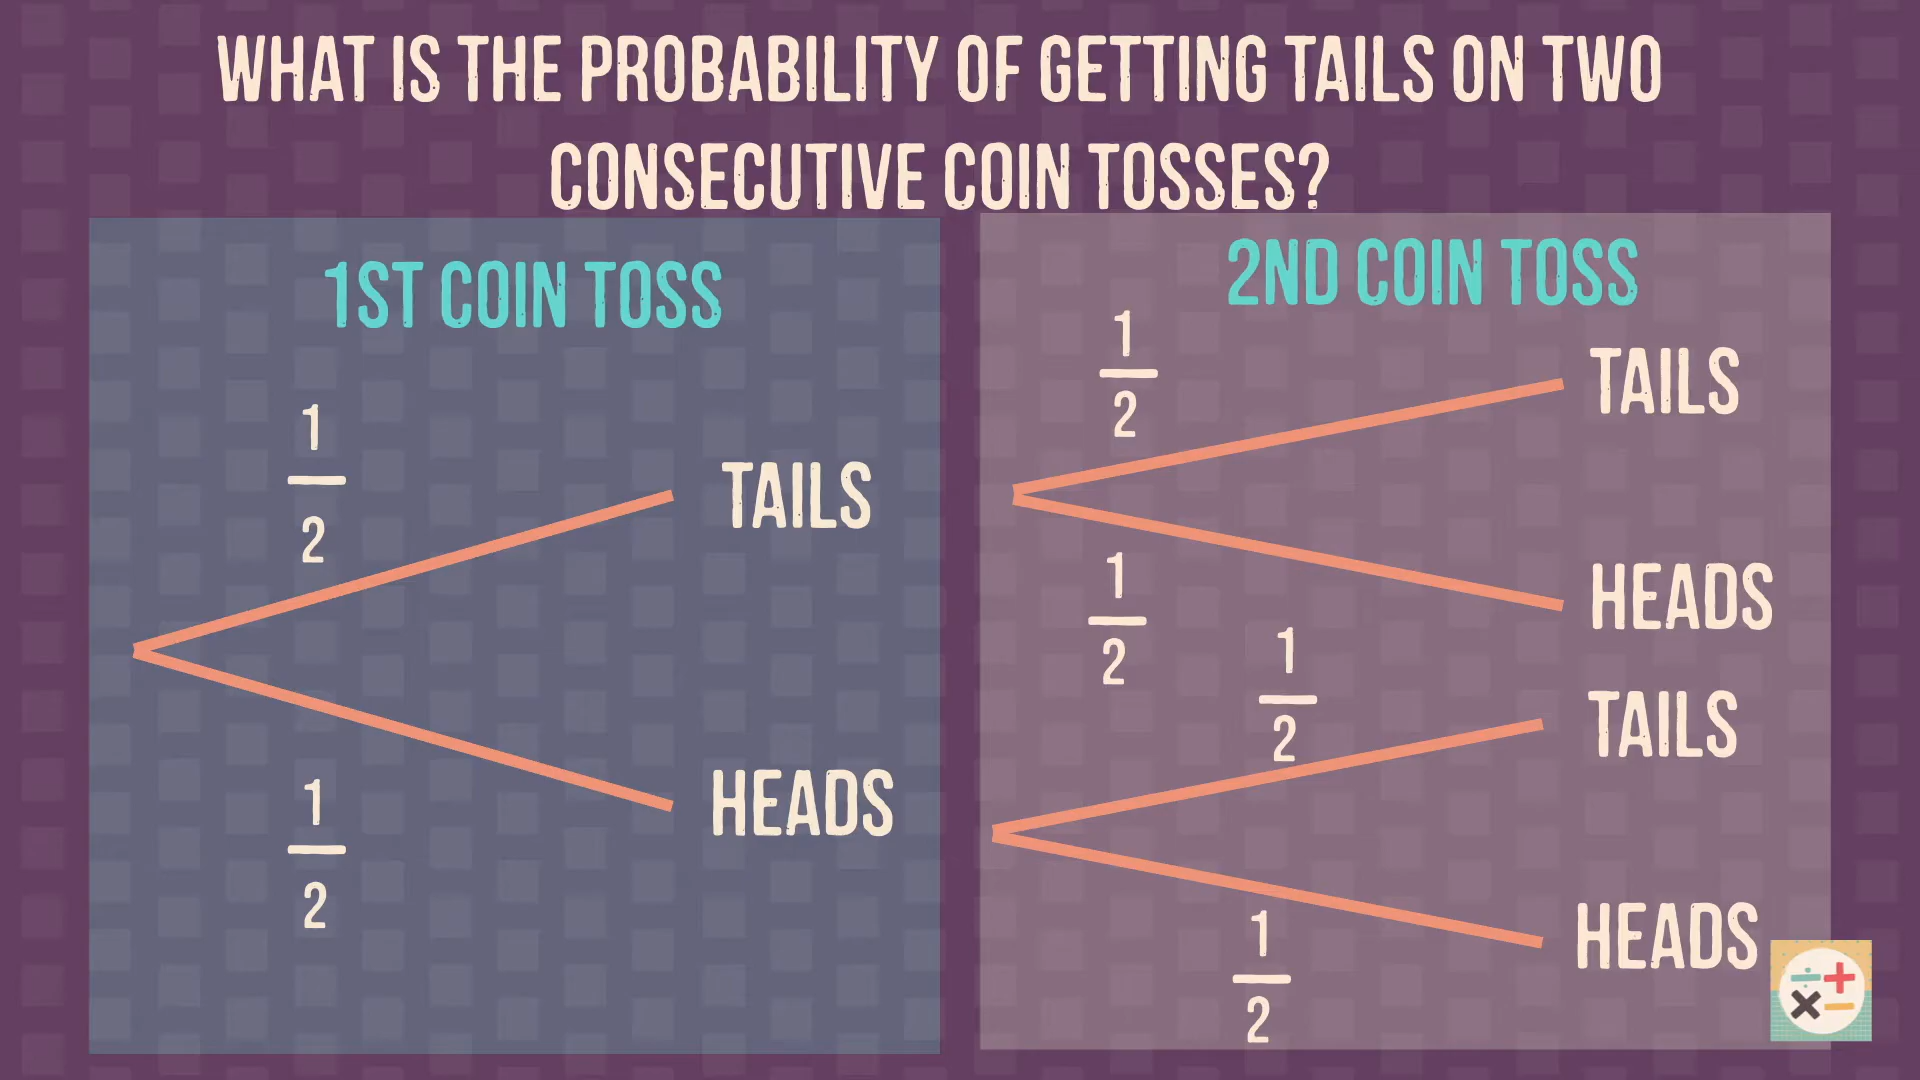 WHAT IS THE PROBABILITY OF GETTING TAILS ON TWO
CONSECUTIVE COIN TOSSES?
1ST COIN TOSS
1
2
TAILS
HEADS
1
2
2ND COIN TOSS
1
2
TAILS
1
2
HEADS
1
2
TAILS
HEADS
1
2